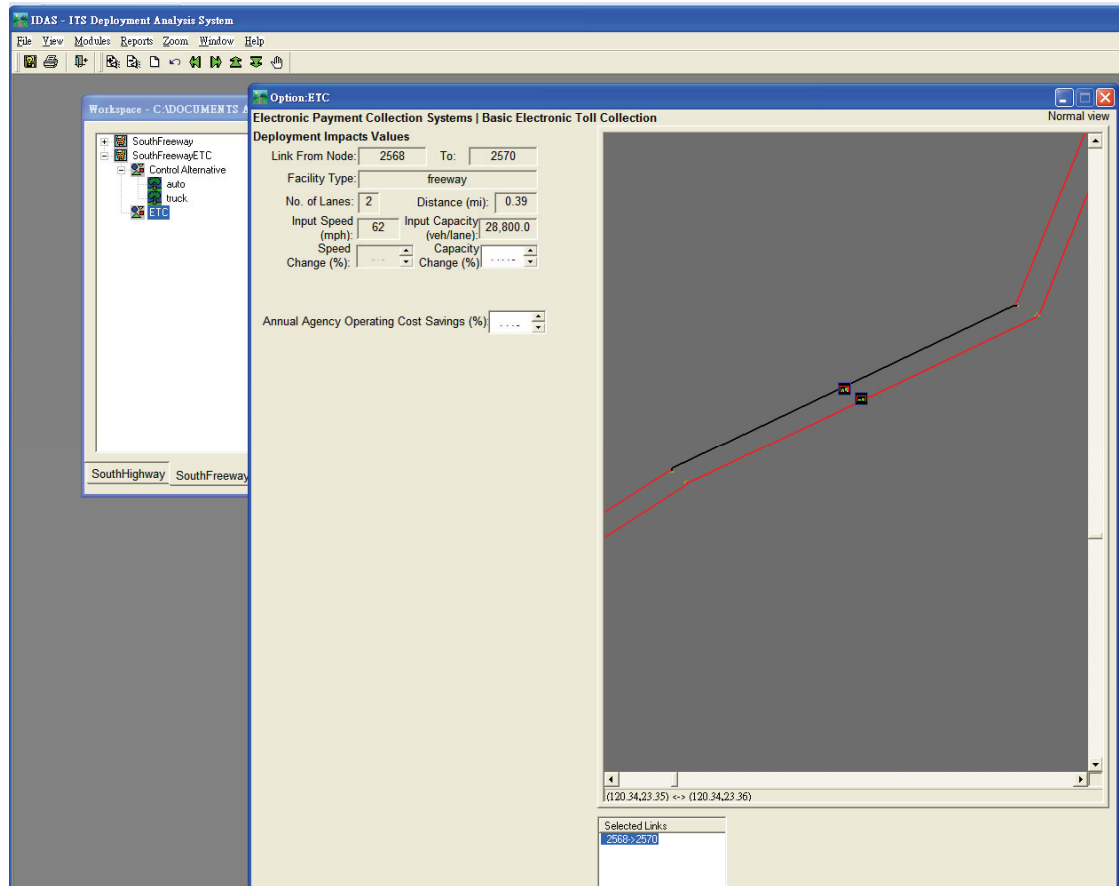 IDAS - ITS Deployment Analysis System
File View Modules Reports Zoom Window Help
Workspace - C:\DOCUMENTS A
SouthFreeway
SouthFreewayETC
Control Alternative
auto
truck
ETC
SouthHighway SouthFreeway
Option:ETC
Electronic Payment Collection Systems | Basic Electronic Toll Collection
Normal view
Deployment Impacts Values
Link From Node: 2568 To: 2570
Facility Type: freeway
No. of Lanes: 2 Distance (mi): 0.39
Input Speed (mph): 62 Input Capacity (veh/lane): 28,800.0
Speed Change (%): Capacity Change (%)
Annual Agency Operating Cost Savings (%):
(120.34,23.35) <-> (120.34,23.36)
Selected Links
2568->2570